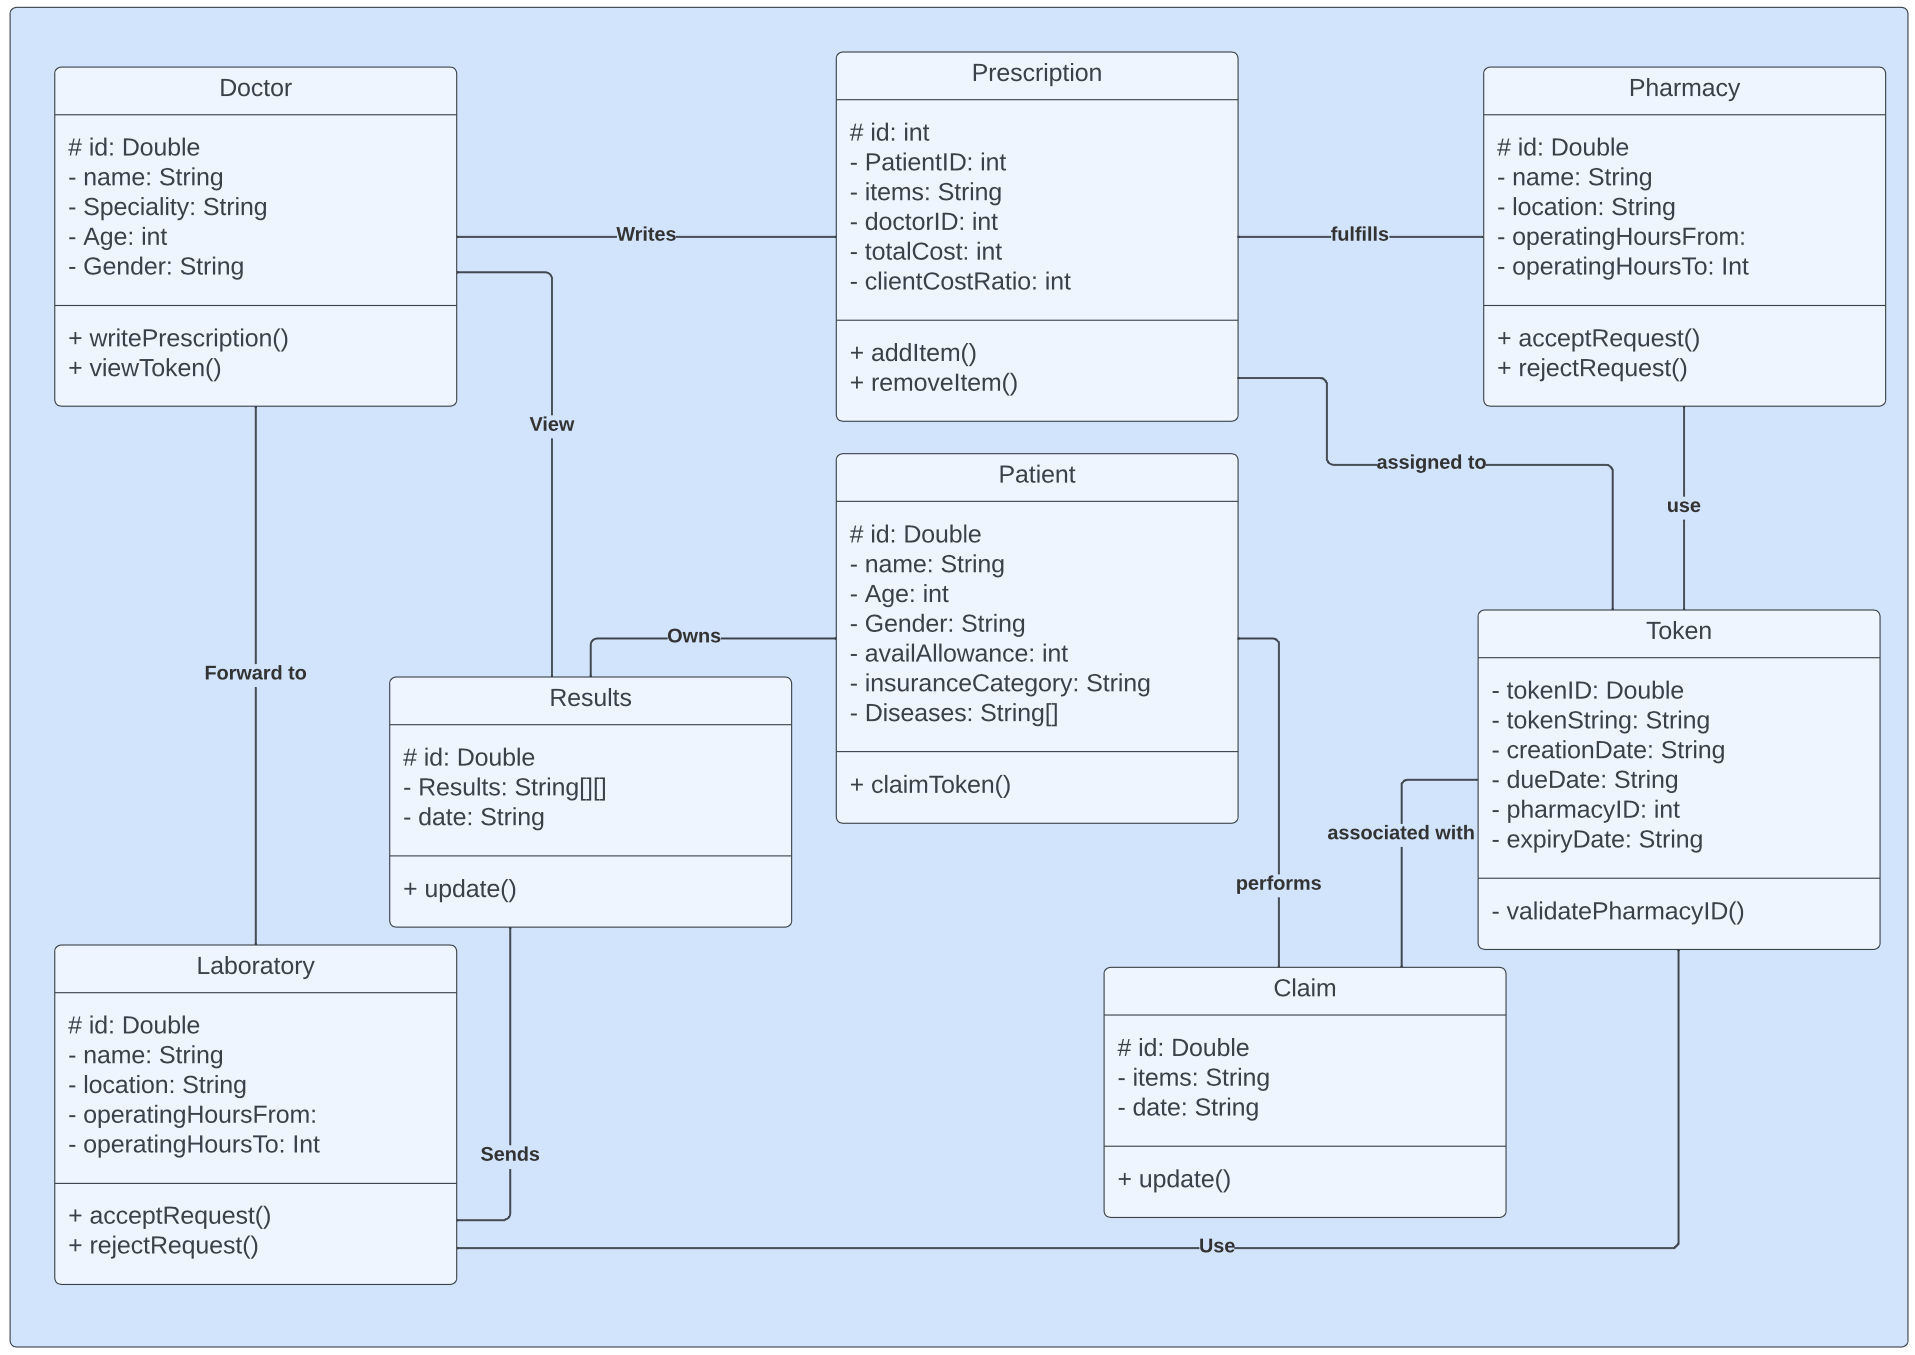 Doctor
# id: Double
- name: String
- Speciality: String
- Age: int
- Gender: String
+ writePrescription()
+ viewToken()
Writes
Prescription
# id: int
- PatientID: int
- items: String
- doctorID: int
- totalCost: int
- clientCostRatio: int
+ addItem()
+ removeItem()
fulfills
Pharmacy
# id: Double
- name: String
- location: String
- operatingHoursFrom:
- operatingHoursTo: Int
+ acceptRequest()
+ rejectRequest()
View
assigned to
use
Forward to
Owns
Patient
# id: Double
- name: String
- Age: int
- Gender: String
- availAllowance: int
- insuranceCategory: String
- Diseases: String[]
+ claimToken()
Results
# id: Double
- Results: String[][]
- date: String
+ update()
Token
- tokenID: Double
- tokenString: String
- creationDate: String
- dueDate: String
- pharmacyID: int
- expiryDate: String
- validatePharmacyID()
associated with
performs
Laboratory
# id: Double
- name: String
- location: String
- operatingHoursFrom:
- operatingHoursTo: Int
+ acceptRequest()
+ rejectRequest()
Sends
Claim
# id: Double
- items: String
- date: String
+ update()
Use